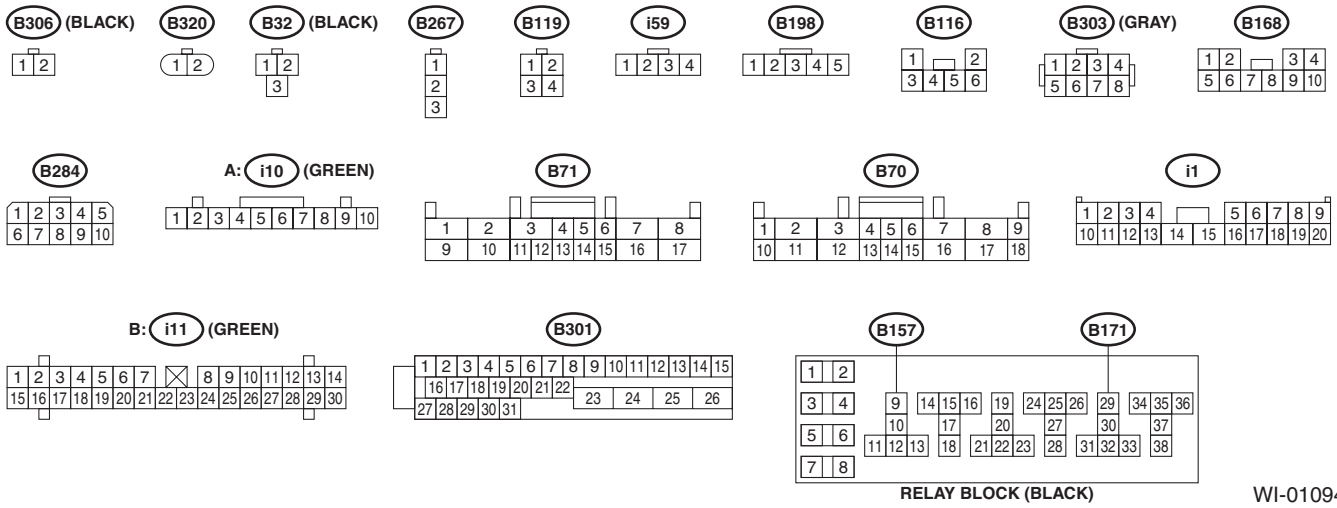 B306 (BLACK) B320 B32 (BLACK) B267 B119 i59 B198 B116 B303 (GRAY) B168
1 2 1 2 1 2 1 1 2 1 2 3 4 1 2 3 4 5 1 2 1 2 3 4 1 2 3 4
3 2 3 4 3 4 5 6 5 6 7 8 5 6 7 8 9 10
3
B284 A: i10 (GREEN) B71 B70 i1
1 2 3 4 5 1 2 3 4 5 6 7 8 9 10 1 2 3 4 5 6 7 8 1 2 3 4 5 6 7 8 9 1 2 3 4 5 6 7 8 9
6 7 8 9 10 9 10 11 12 13 14 15 16 17 10 11 12 13 14 15 16 17 18 10 11 12 13 14 15 16 17 18 19 20
B: i11 (GREEN) B301 B157 B171
1 2 3 4 5 6 7 8 9 10 11 12 13 14
15 16 17 18 19 20 21 22 23 24 25 26 27 28 29 30
1 2 3 4 5 6 7 8 9 10 11 12 13 14 15
16 17 18 19 20 21 22 23 24 25 26
27 28 29 30 31
1 2
3 4 9 14 15 16 19 24 25 26 29 34 35 36
5 6 10 17 20 27 30 37
11 12 13 18 21 22 23 28 31 32 33 38
7 8
RELAY BLOCK (BLACK)
WI-01094